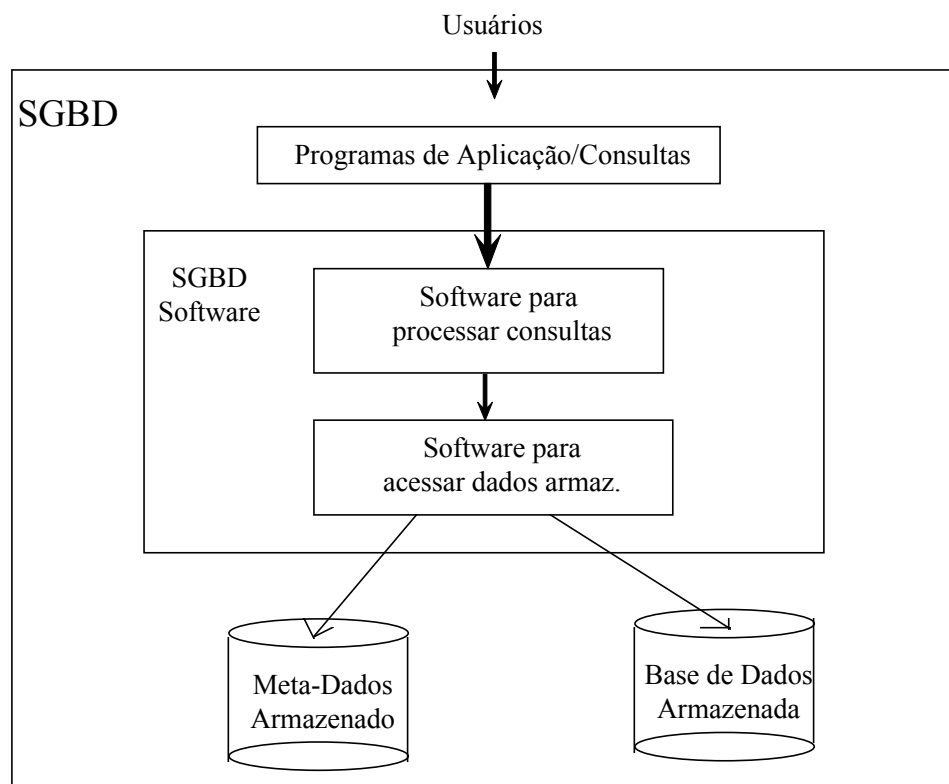 Usuários
SGBD
Programas de Aplicação/Consultas
SGBD
Software
Software para
processar consultas
Software para
acessar dados armaz.
Meta-Dados
Armazenado
Base de Dados
Armazenada